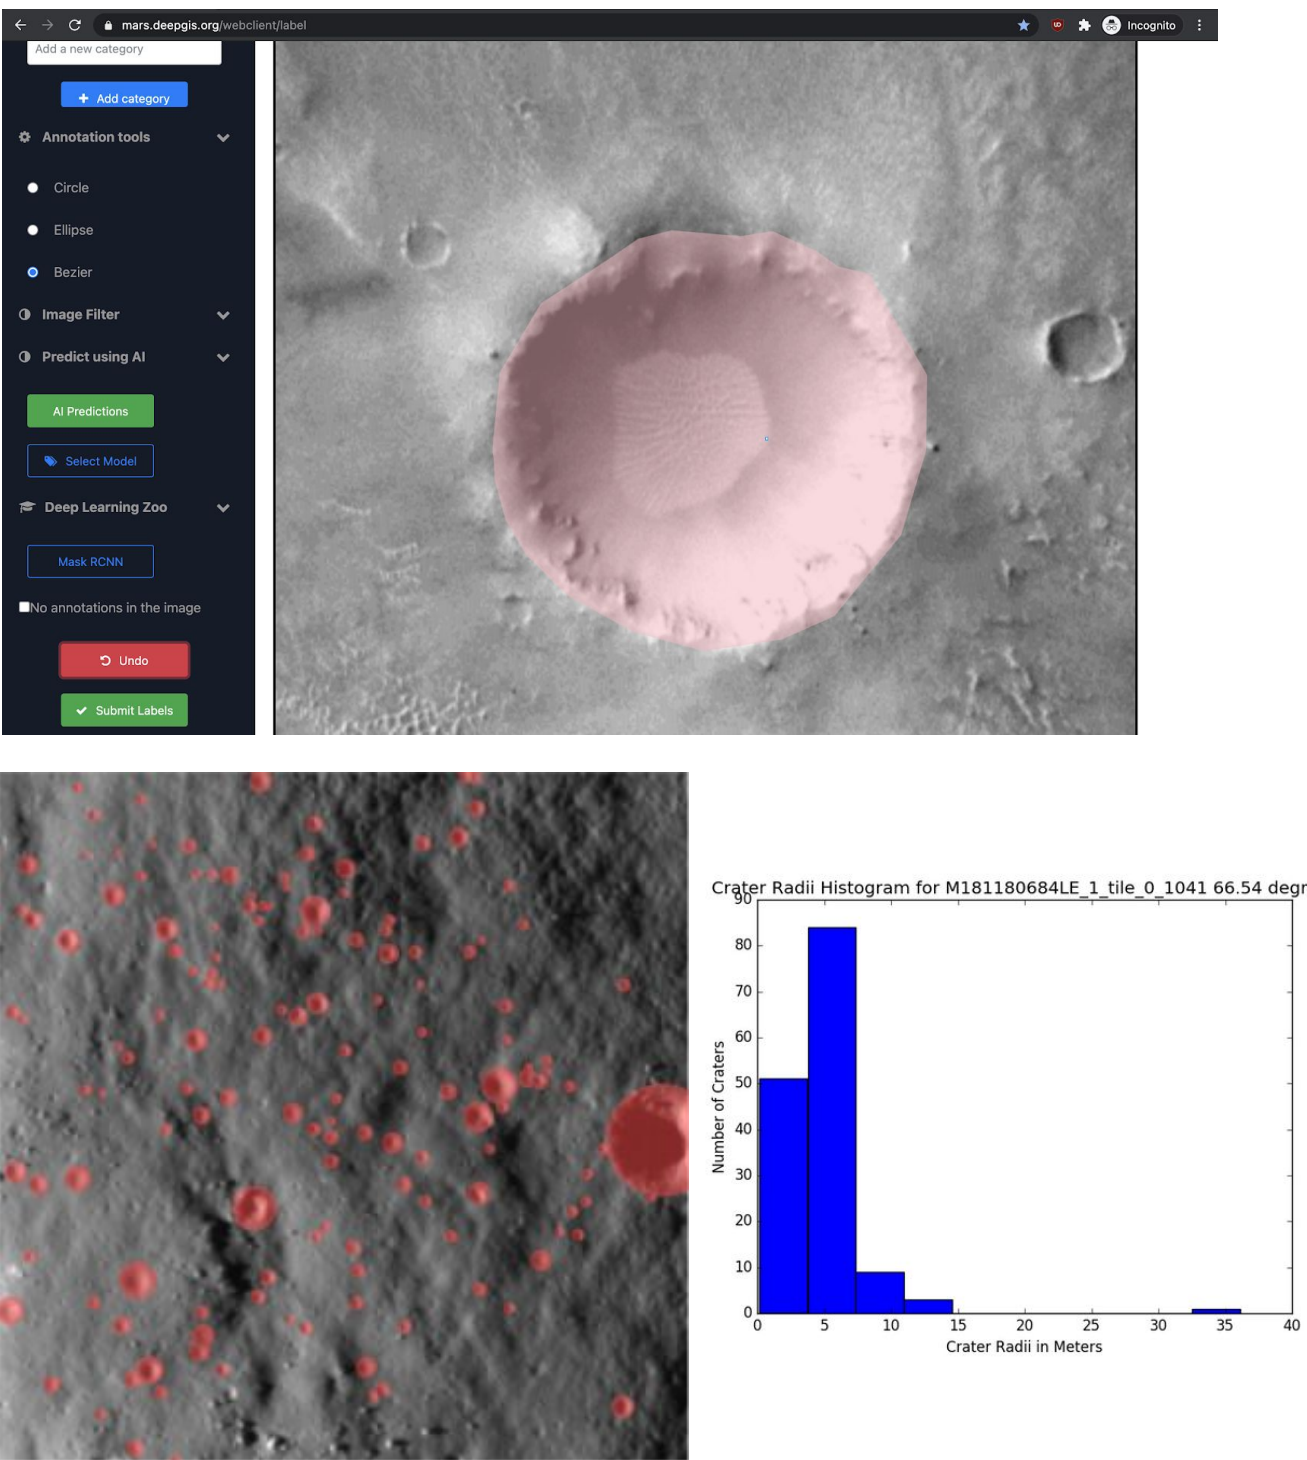 mars.deepgis.org/webclient/label
Incognito
Add a new category
+ Add category
Annotation tools
Circle
Ellipse
Bezier
Image Filter
Predict using AI
AI Predictions
Select Model
Deep Learning Zoo
Mask RCNN
No annotations in the image
Undo
Submit Labels
Crater Radii Histogram for M181180684LE_1_tile_0_1041 66.54 degr
90
80
70
60
50
40
30
20
10
0
Number of Craters
0 5 10 15 20 25 30 35 40
Crater Radii in Meters